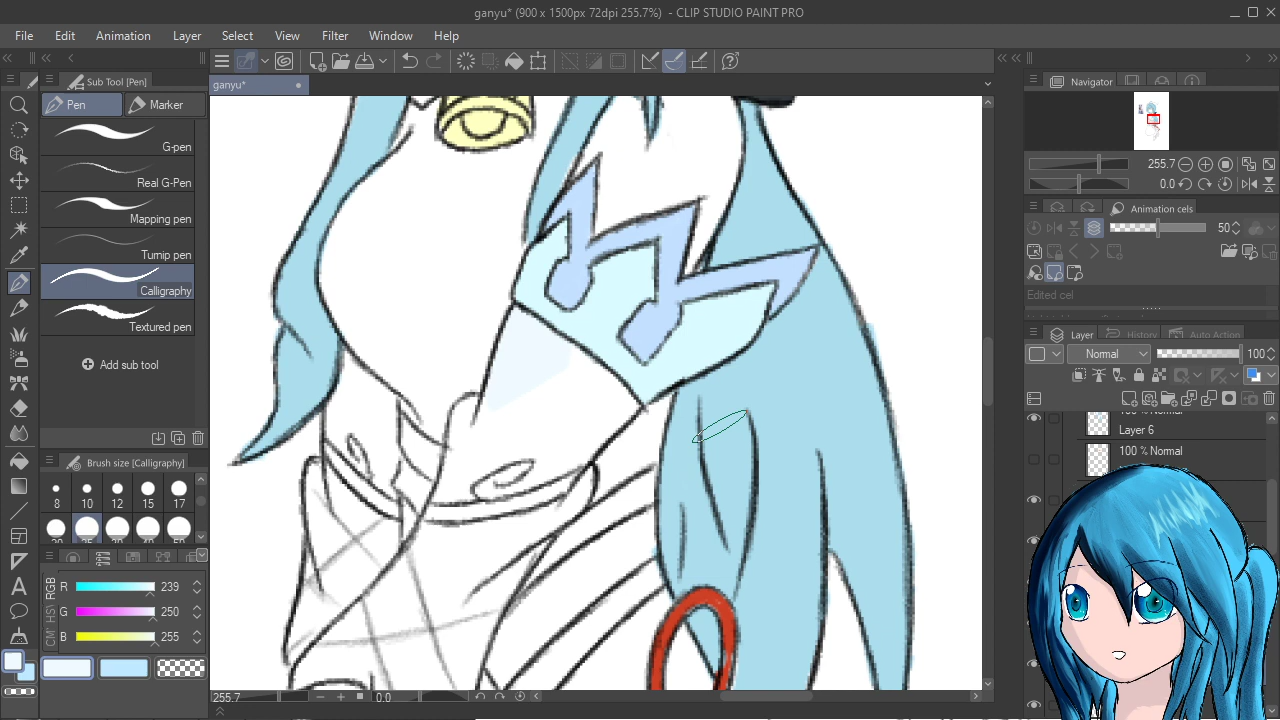 ganyu* (900 x 1500px 72dpi 255.7%) - CLIP STUDIO PAINT PRO
File Edit Animation Layer Select View Filter Window Help
Sub Tool [Pen]
Pen Marker
G-pen
Real G-Pen
Mapping pen
Turnip pen
Calligraphy
Textured pen
Add sub tool
Brush size [Calligraphy]
8 10 12 15 17
RGB
R 239
G 250
B 255
ganyu*
255.7 0.0
Navigator
255.7
0.0
Animation cels
50
Edited cel
Layer History Auto Action
Normal 100
Layer 6
100 % Normal